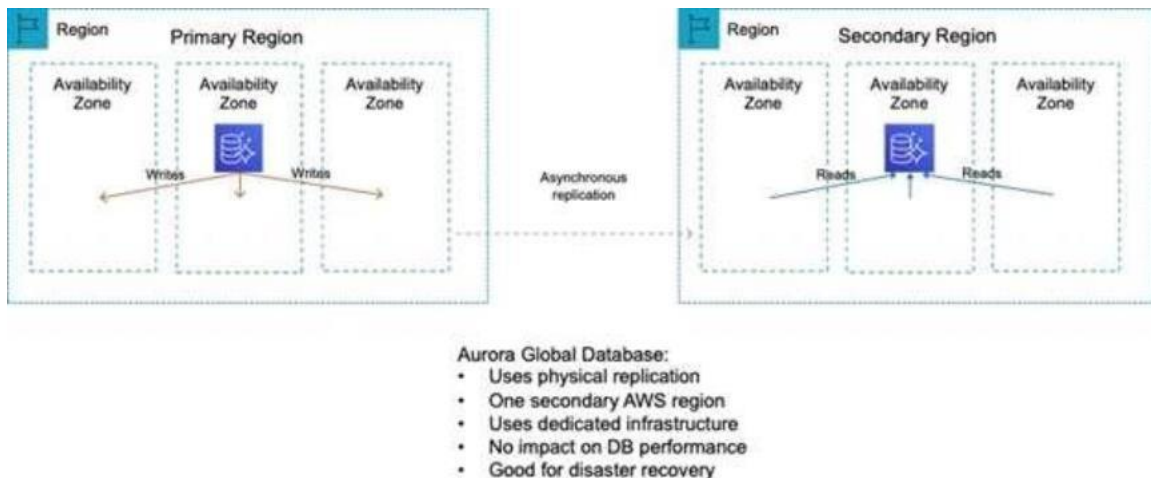 Region
Primary Region
Availability Zone
Availability Zone
Availability Zone
Writes
Writes
Asynchronous
replication
Region
Secondary Region
Availability Zone
Availability Zone
Availability Zone
Reads
Reads
Aurora Global Database:
• Uses physical replication
• One secondary AWS region
• Uses dedicated infrastructure
• No impact on DB performance
• Good for disaster recovery